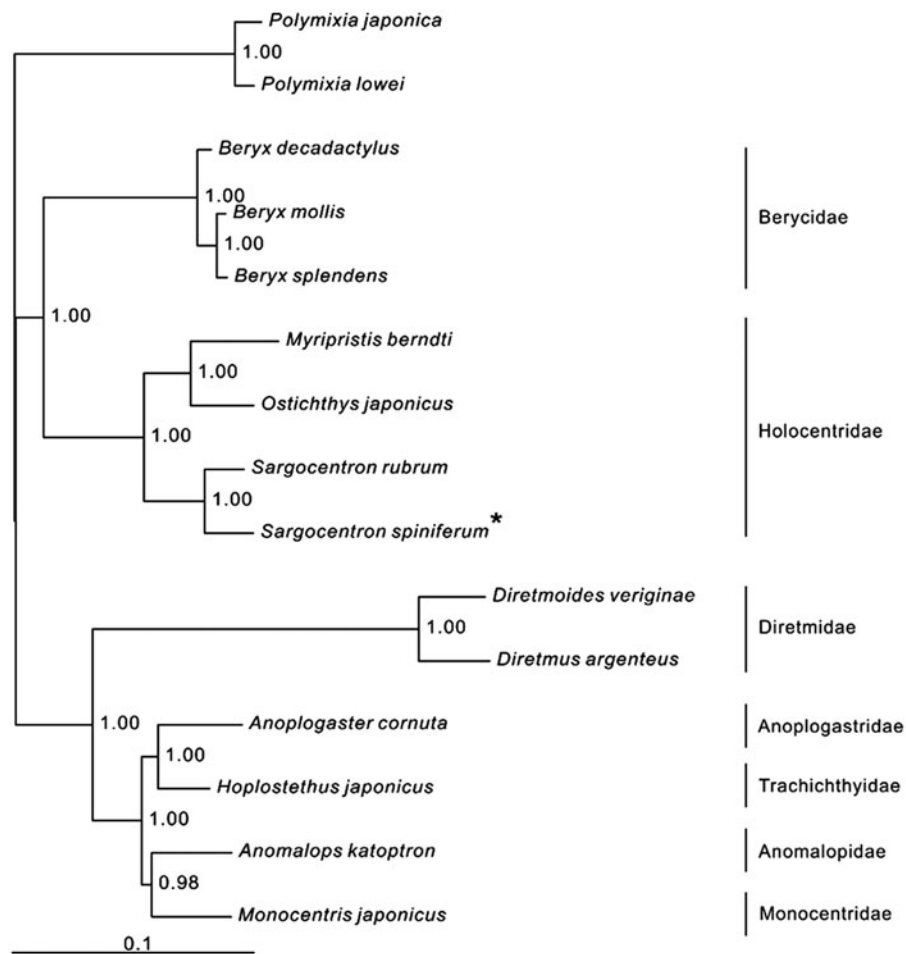 Polymixia japonica
1.00
Polymixia lowei
Beryx decadactylus
1.00
Beryx mollis
Berycidae
1.00
Beryx splendens
1.00
Myripristis berndti
1.00
Ostichthys japonicus
Holocentridae
1.00
Sargocentron rubrum
1.00
Sargocentron spiniferum*
Diretmoides veriginae
1.00
Diretmidae
Diretmus argenteus
1.00
Anoplogaster cornuta
Anoplogastridae
1.00
Hoplostethus japonicus
Trachichthyidae
1.00
Anomalops katoptron
Anomalopidae
0.98
Monocentris japonicus
Monocentridae
0.1